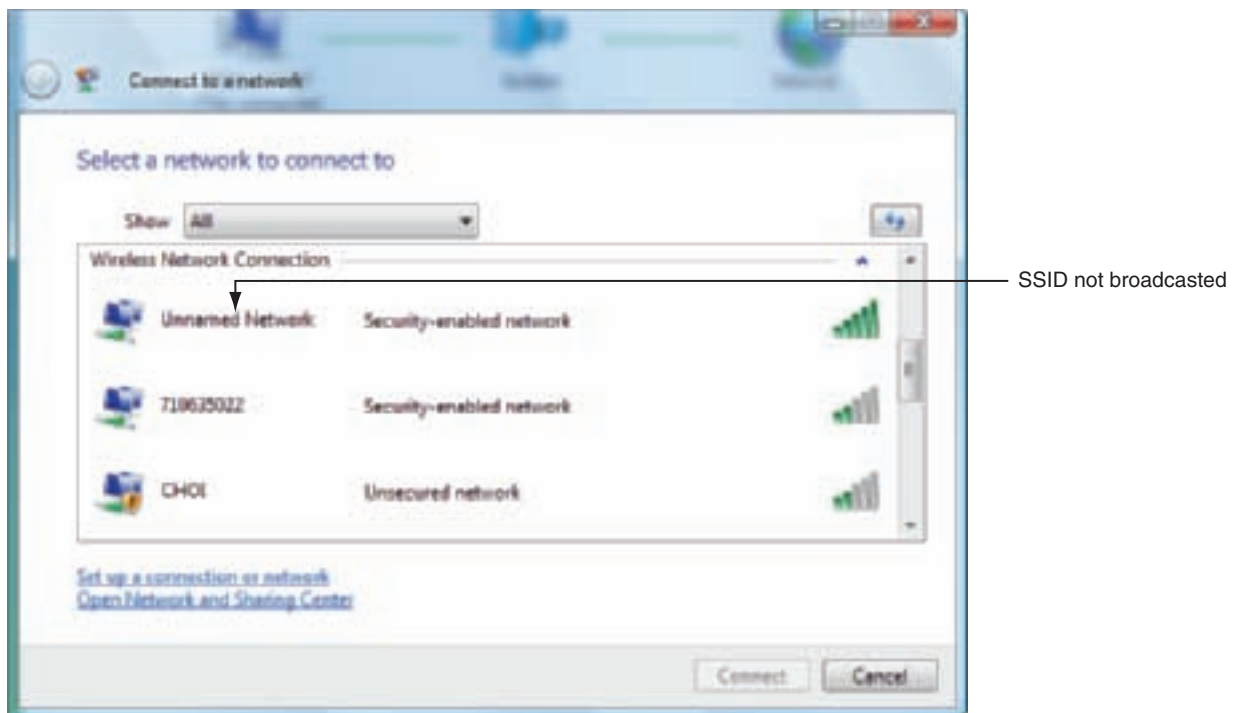 Connect to a network
Select a network to connect to
Show All
Wireless Network Connection
SSID not broadcasted
Unnamed Network Security-enabled network
718635022 Security-enabled network
CHOI Unsecured network
Set up a connection or network
Open Network and Sharing Center
Connect Cancel